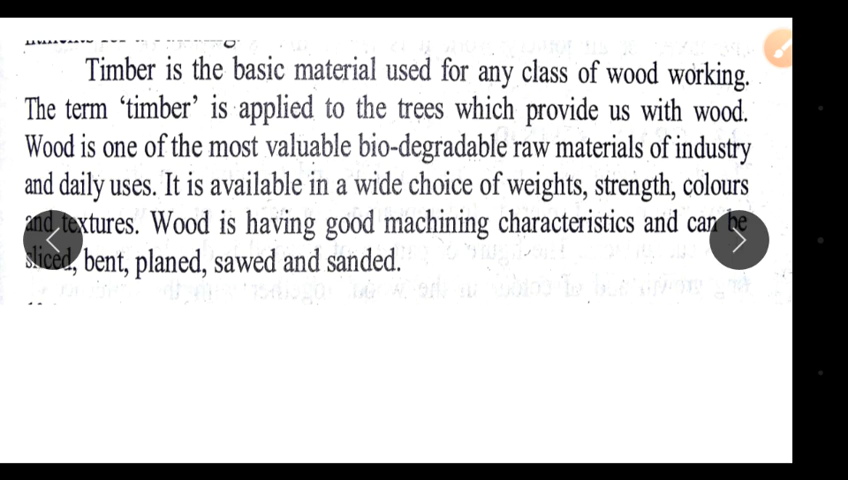 Timber is the basic material used for any class of wood working.
The term ‘timber’ is applied to the trees which provide us with wood.
Wood is one of the most valuable bio-degradable raw materials of industry
and daily uses. It is available in a wide choice of weights, strength, colours
and textures. Wood is having good machining characteristics and can be
sliced, bent, planed, sawed and sanded.